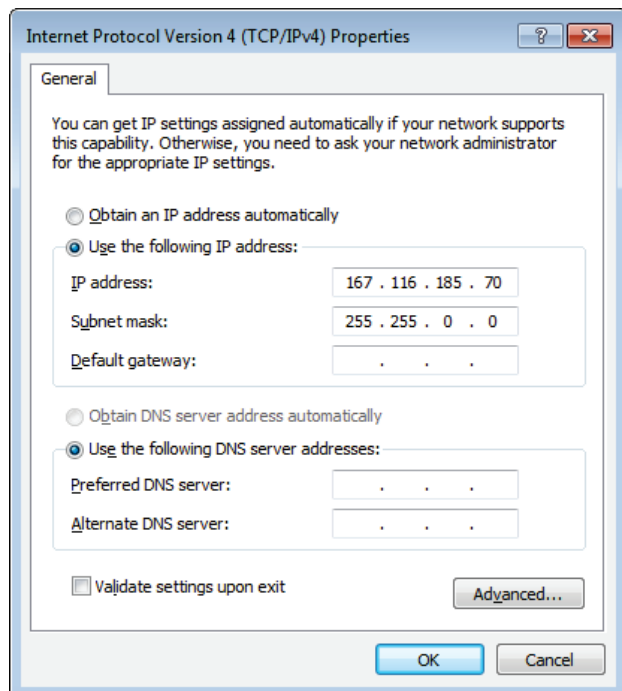 Internet Protocol Version 4 (TCP/IPv4) Properties
General
You can get IP settings assigned automatically if your network supports
this capability. Otherwise, you need to ask your network administrator
for the appropriate IP settings.
Obtain an IP address automatically
Use the following IP address:
IP address: 167 . 116 . 185 . 70
Subnet mask: 255 . 255 . 0 . 0
Default gateway: . . .
Obtain DNS server address automatically
Use the following DNS server addresses:
Preferred DNS server: . . .
Alternate DNS server: . . .
Validate settings upon exit
Advanced...
OK Cancel